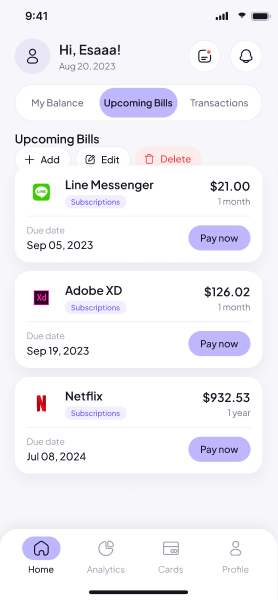 9:41
Hi, Esaaa!
Aug 20, 2023
My Balance
Upcoming Bills
Transactions
Upcoming Bills
Add
Edit
Delete
LINE
Line Messenger
$21.00
Subscriptions
1 month
Due date
Sep 05, 2023
Pay now
Xd
Adobe XD
$126.02
Subscriptions
1 month
Due date
Sep 19, 2023
Pay now
N
Netflix
$932.53
Subscriptions
1 year
Due date
Jul 08, 2024
Pay now
Home
Analytics
Cards
Profile